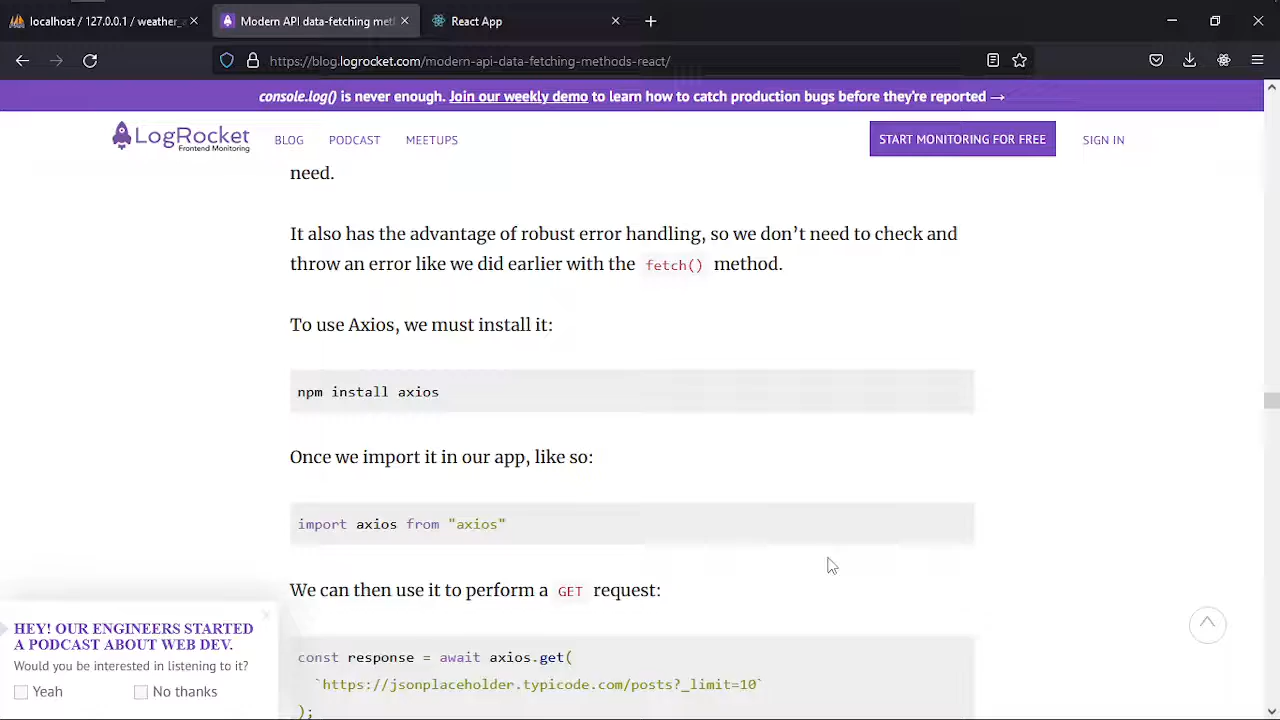 localhost / 127.0.0.1 / weather_
Modern API data-fetching met
React App
https://blog.logrocket.com/modern-api-data-fetching-methods-react/
console.log() is never enough. Join our weekly demo to learn how to catch production bugs before they're reported →
LogRocket
Frontend Monitoring
BLOG
PODCAST
MEETUPS
START MONITORING FOR FREE
SIGN IN
need.
It also has the advantage of robust error handling, so we don’t need to check and
throw an error like we did earlier with the fetch() method.
To use Axios, we must install it:
npm install axios
Once we import it in our app, like so:
import axios from "axios"
We can then use it to perform a GET request:
const response = await axios.get(
`https://jsonplaceholder.typicode.com/posts?_limit=10`
);
HEY! OUR ENGINEERS STARTED
A PODCAST ABOUT WEB DEV.
Would you be interested in listening to it?
Yeah
No thanks